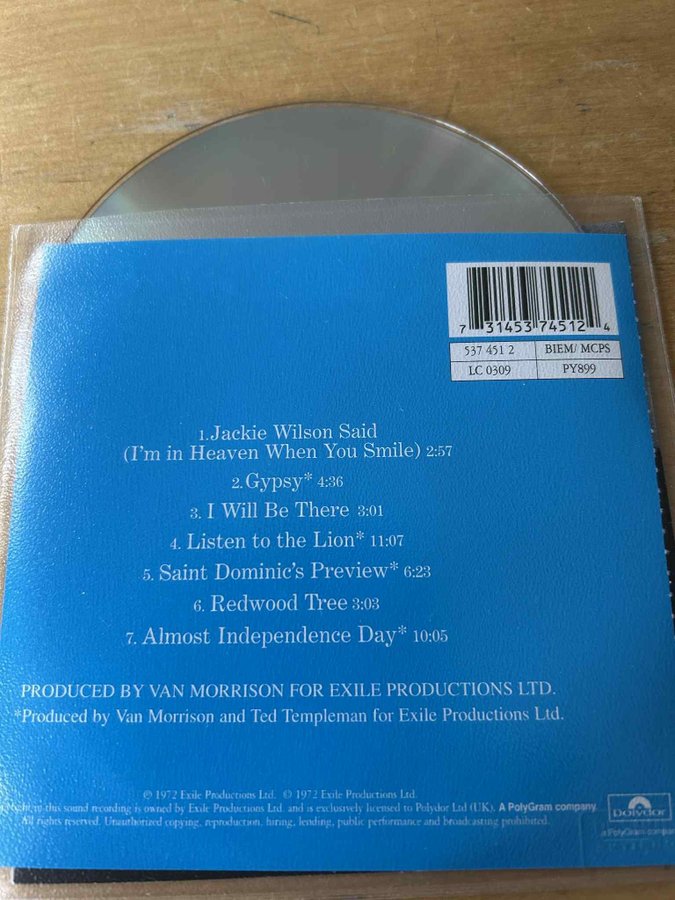 7 31453 74512 4
537 451 2 BIEM/ MCPS
LC 0309 PY899
1. Jackie Wilson Said
(I'm in Heaven When You Smile) 2:57
2. Gypsy* 4:36
3. I Will Be There 3:01
4. Listen to the Lion* 11:07
5. Saint Dominic's Preview* 6:23
6. Redwood Tree 3:03
7. Almost Independence Day* 10:05
PRODUCED BY VAN MORRISON FOR EXILE PRODUCTIONS LTD.
*Produced by Van Morrison and Ted Templeman for Exile Productions Ltd.
℗ 1972 Exile Productions Ltd. © 1972 Exile Productions Ltd.
in this sound recording is owned by Exile Productions Ltd. and is exclusively licensed to Polydor Ltd (UK). A PolyGram company
All rights reserved. Unauthorized copying, reproduction, hiring, lending, public performance and broadcasting prohibited.
Polydor
a PolyGram company